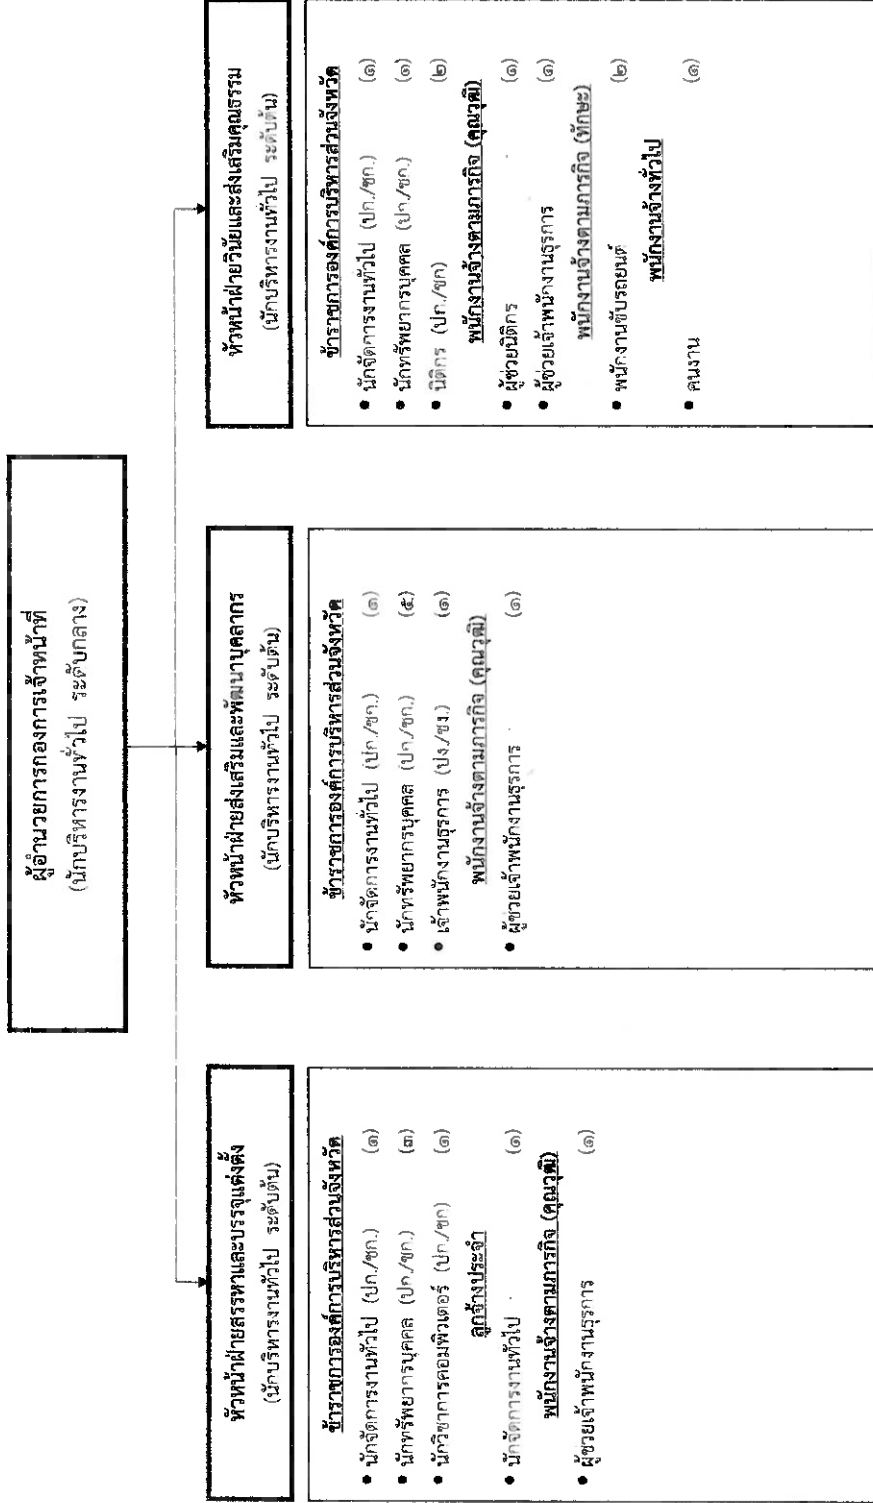 ผู้อำนวยการกองการเจ้าหน้าที่
(นักบริหารงานทั่วไป ระดับกลาง)
หัวหน้าฝ่ายสรรหาและบรรจุแต่งตั้ง
(นักบริหารงานทั่วไป ระดับต้น)
ข้าราชการองค์การบริหารส่วนจังหวัด
• นักจัดการงานทั่วไป (ปก./ชก.) (๑)
• นักทรัพยากรบุคคล (ปก./ชก.) (๓)
• นักวิชาการคอมพิวเตอร์ (ปก./ชก) (๑)
ลูกจ้างประจำ
• นักจัดการงานทั่วไป (๑)
พนักงานจ้างตามภารกิจ (คุณวุฒิ)
• ผู้ช่วยเจ้าพนักงานธุรการ (๑)
หัวหน้าฝ่ายส่งเสริมและพัฒนาบุคลากร
(นักบริหารงานทั่วไป ระดับต้น)
ข้าราชการองค์การบริหารส่วนจังหวัด
• นักจัดการงานทั่วไป (ปก./ชก.) (๑)
• นักทรัพยากรบุคคล (ปก./ชก.) (๕)
• เจ้าพนักงานธุรการ (ปง./ชง.) (๑)
พนักงานจ้างตามภารกิจ (คุณวุฒิ)
• ผู้ช่วยเจ้าพนักงานธุรการ (๑)
หัวหน้าฝ่ายวินัยและส่งเสริมคุณธรรม
(นักบริหารงานทั่วไป ระดับต้น)
ข้าราชการองค์การบริหารส่วนจังหวัด
• นักจัดการงานทั่วไป (ปก./ชก.) (๑)
• นักทรัพยากรบุคคล (ปก./ชก.) (๑)
• นิติกร (ปก./ชก) (๒)
พนักงานจ้างตามภารกิจ (คุณวุฒิ)
• ผู้ช่วยนิติกร (๑)
• ผู้ช่วยเจ้าพนักงานธุรการ (๑)
พนักงานจ้างตามภารกิจ (ทักษะ)
• พนักงานขับรถยนต์ (๒)
พนักงานจ้างทั่วไป
• คนงาน (๑)